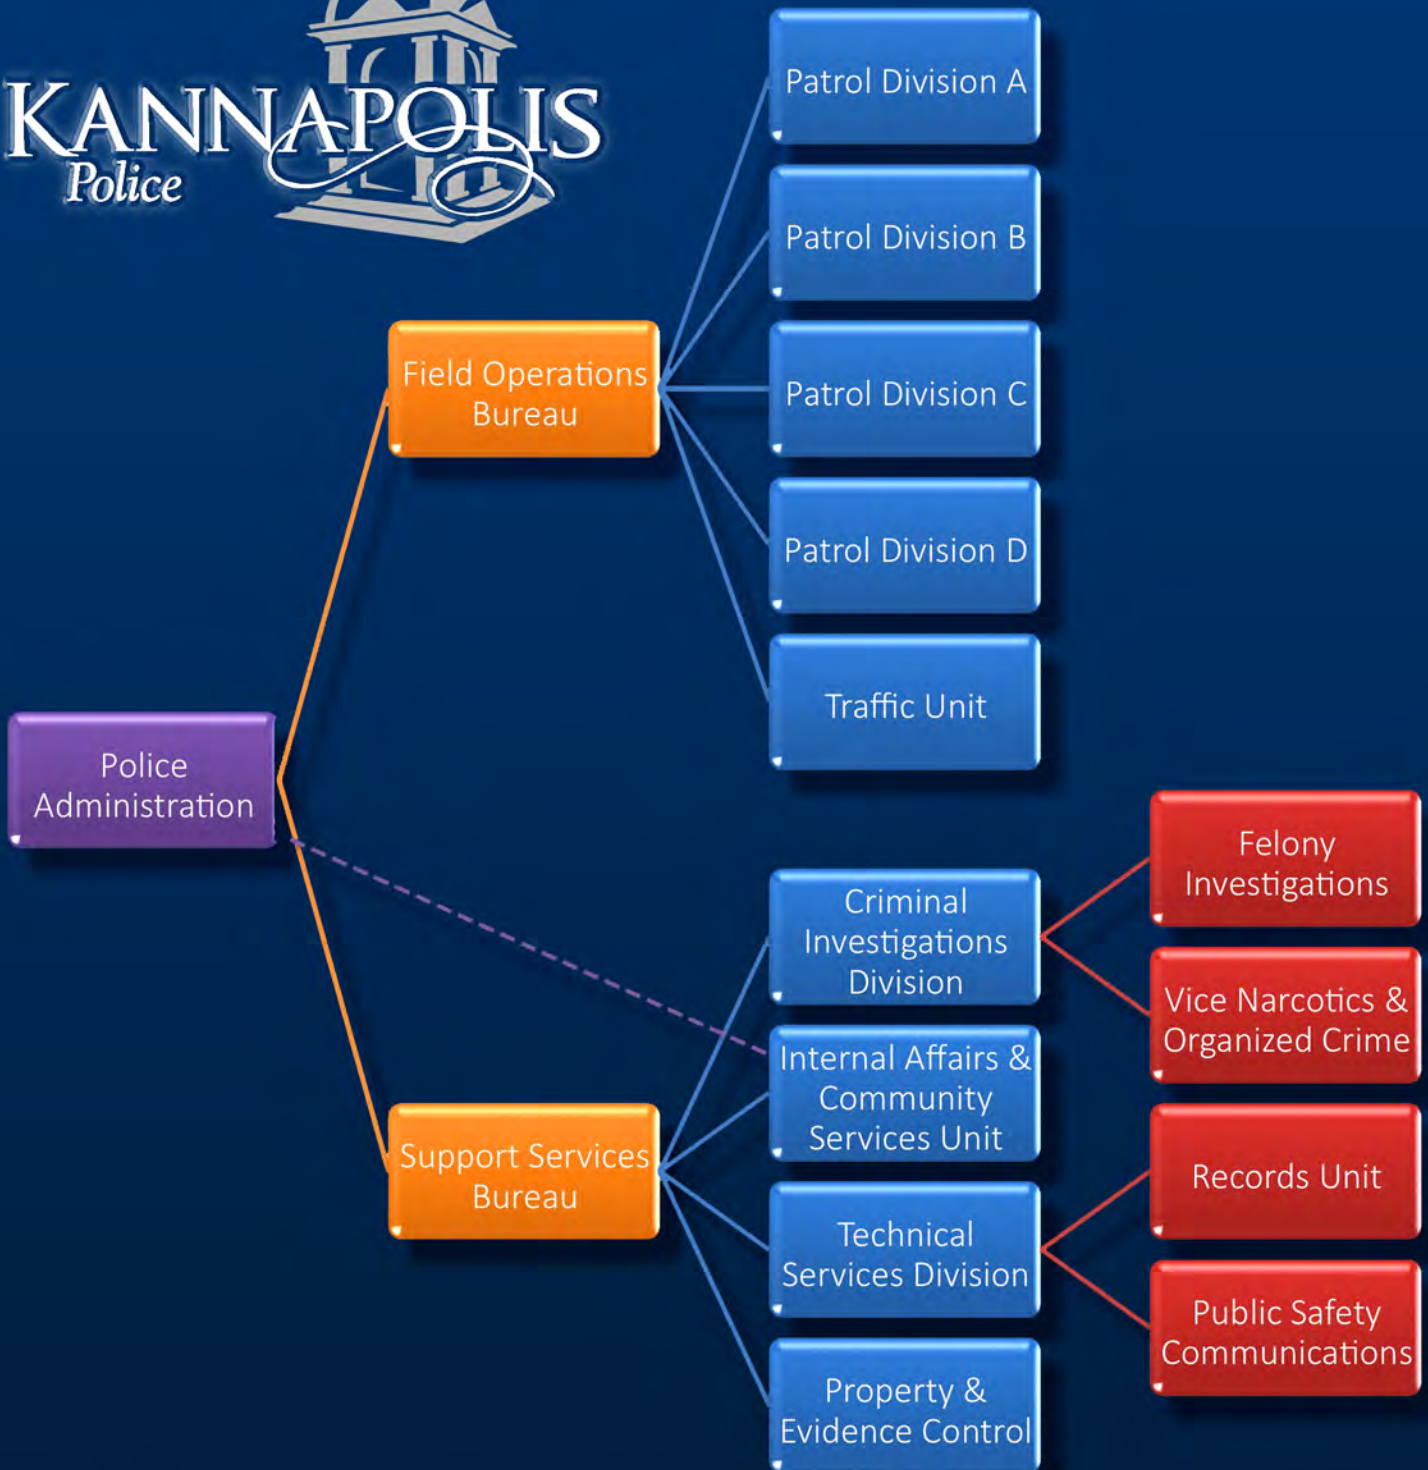 KANNAPOLIS
Police
Patrol Division A
Patrol Division B
Field Operations
Bureau
Patrol Division C
Patrol Division D
Traffic Unit
Police
Administration
Felony
Investigations
Criminal
Investigations
Division
Vice Narcotics &
Organized Crime
Internal Affairs &
Community
Services Unit
Support Services
Bureau
Records Unit
Technical
Services Division
Public Safety
Communications
Property &
Evidence Control